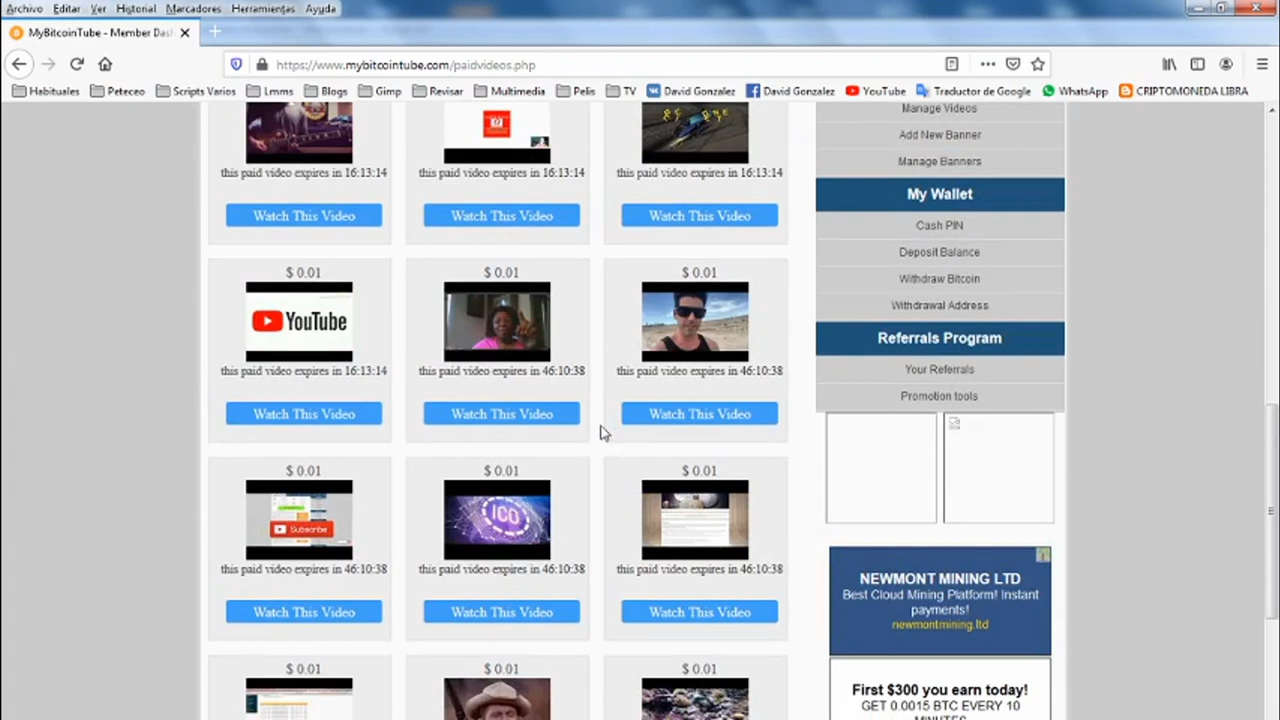 Archivo Editar Ver Historial Marcadores Herramientas Ayuda
MyBitcoinTube - Member Dash
https://www.mybitcointube.com/paidvideos.php
Habituales Peteceo Scripts Varios Lmms Blogs Gimp Revisar Multimedia Pelis TV David Gonzalez David Gonzalez YouTube Traductor de Google WhatsApp CRIPTOMONEDA LIBRA
this paid video expires in 16:13:14
Watch This Video
this paid video expires in 16:13:14
Watch This Video
this paid video expires in 16:13:14
Watch This Video
$ 0.01
YouTube
this paid video expires in 16:13:14
Watch This Video
$ 0.01
this paid video expires in 46:10:38
Watch This Video
$ 0.01
this paid video expires in 46:10:38
Watch This Video
$ 0.01
Subscribe
this paid video expires in 46:10:38
Watch This Video
$ 0.01
ICO
this paid video expires in 46:10:38
Watch This Video
$ 0.01
this paid video expires in 46:10:38
Watch This Video
$ 0.01
$ 0.01
$ 0.01
Manage Videos
Add New Banner
Manage Banners
My Wallet
Cash PIN
Deposit Balance
Withdraw Bitcoin
Withdrawal Address
Referrals Program
Your Referrals
Promotion tools
NEWMONT MINING LTD
Best Cloud Mining Platform! Instant
payments!
newmontmining.ltd
First $300 you earn today!
GET 0.0015 BTC EVERY 10
MINUTES